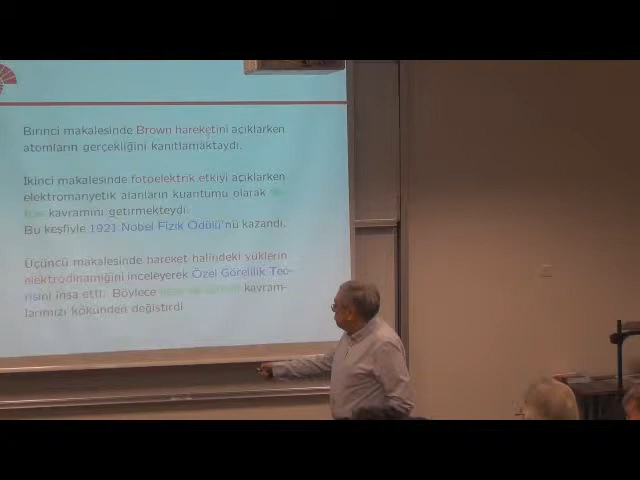 Birinci makalesinde Brown hareketini açıklarken
atomların gerçekliğini kanıtlamaktaydı.
İkinci makalesinde fotoelektrik etkiyi açıklarken
elektromanyetik alanların kuantumu olarak
kavramını getirmekteydi.
Bu keşfiyle 1921 Nobel Fizik Ödülü'nü kazandı.
Üçüncü makalesinde hareket halindeki yüklerin
elektrodinamiğini inceleyerek Özel Görelilik Teo-
risini inşa etti. Böylece kavram-
larımızı kökünden değiştirdi